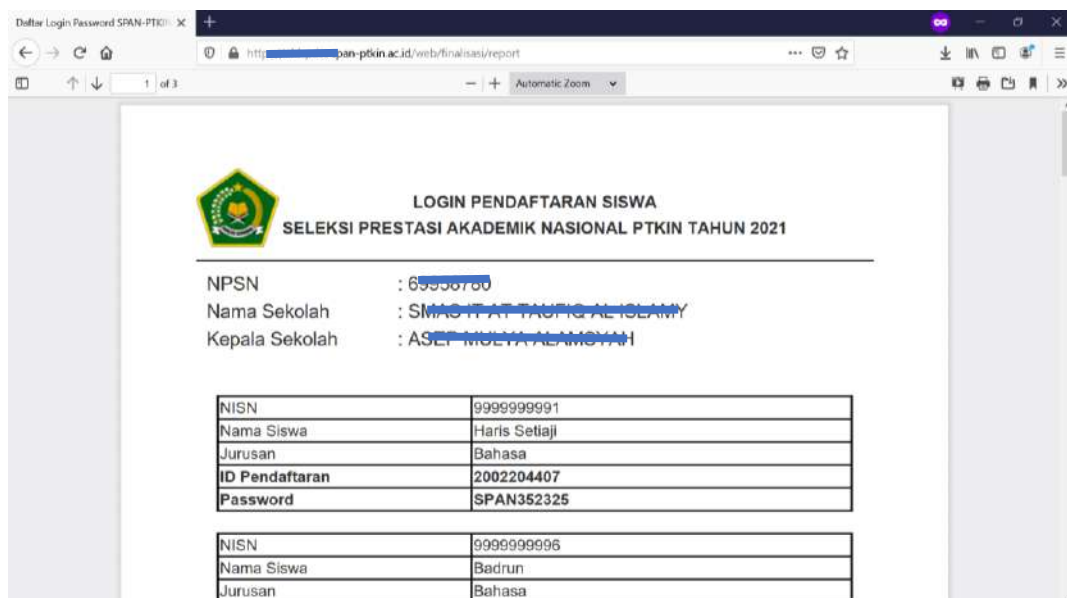 Daftar Login Password SPAN-PTKIN
pan-ptkin.ac.id/web/finalisasi/report
1 of 3
Automatic Zoom
LOGIN PENDAFTARAN SISWA
SELEKSI PRESTASI AKADEMIK NASIONAL PTKIN TAHUN 2021
NPSN :
Nama Sekolah :
Kepala Sekolah :
NISN 9999999991
Nama Siswa Haris Setiaji
Jurusan Bahasa
ID Pendaftaran 2002204407
Password SPAN352325
NISN 9999999996
Nama Siswa Badrun
Jurusan Bahasa